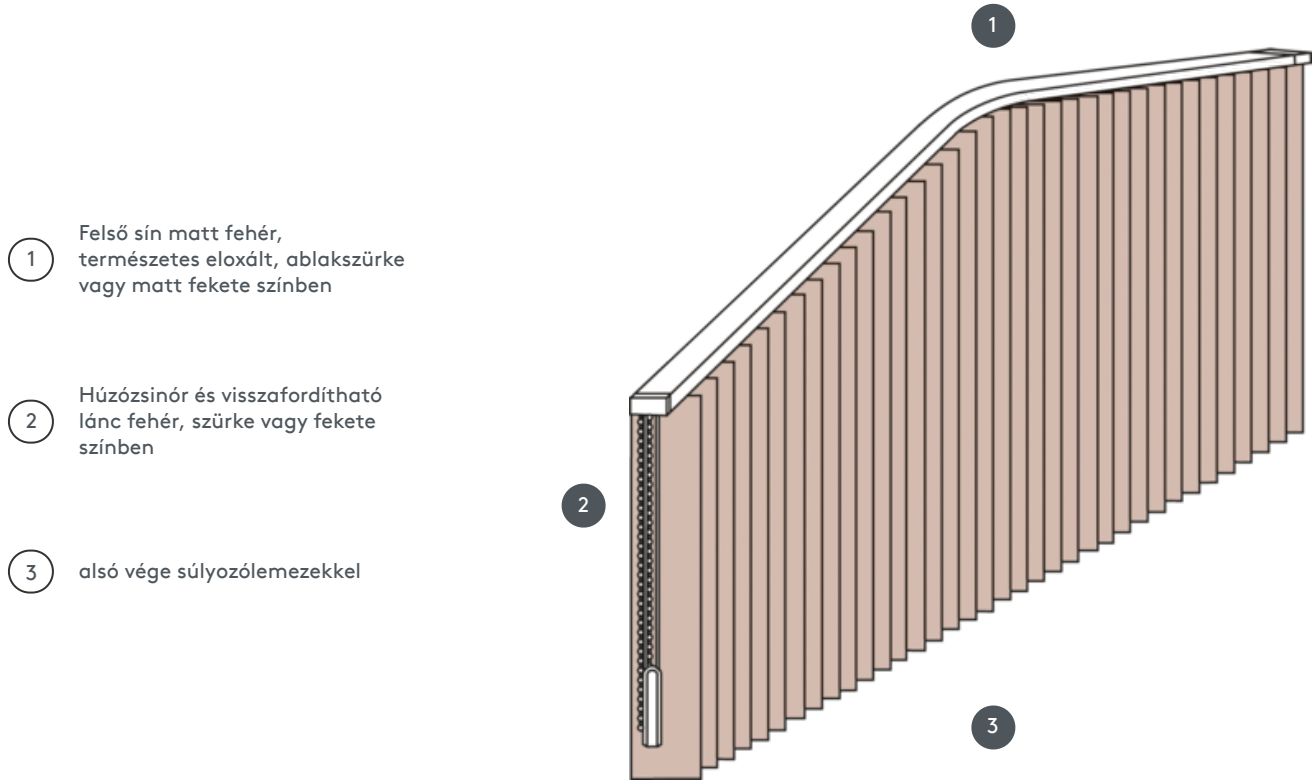 1
Felső sín matt fehér,
természetes eloxált, ablakszürke
vagy matt fekete színben
2
Húzózsinór és visszafordítható
lánc fehér, szürke vagy fekete
színben
3
alsó vége súlyozólemezekkel
1
2
3